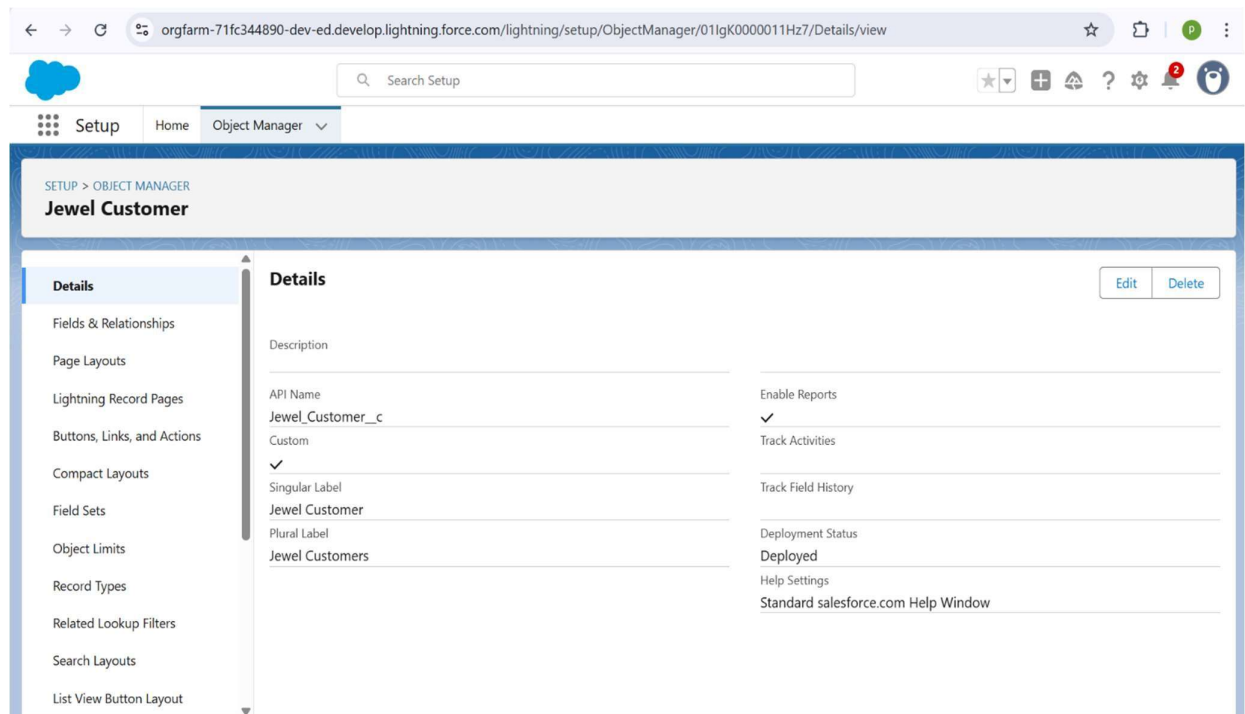 orgfarm-71fc344890-dev-ed.develop.lightning.force.com/lightning/setup/ObjectManager/01IgK0000011Hz7/Details/view
P
Search Setup
2
Setup
Home
Object Manager
SETUP > OBJECT MANAGER
Jewel Customer
Details
Fields & Relationships
Page Layouts
Lightning Record Pages
Buttons, Links, and Actions
Compact Layouts
Field Sets
Object Limits
Record Types
Related Lookup Filters
Search Layouts
List View Button Layout
Details
Edit
Delete
Description
API Name
Jewel_Customer__c
Custom
Singular Label
Jewel Customer
Plural Label
Jewel Customers
Enable Reports
Track Activities
Track Field History
Deployment Status
Deployed
Help Settings
Standard salesforce.com Help Window